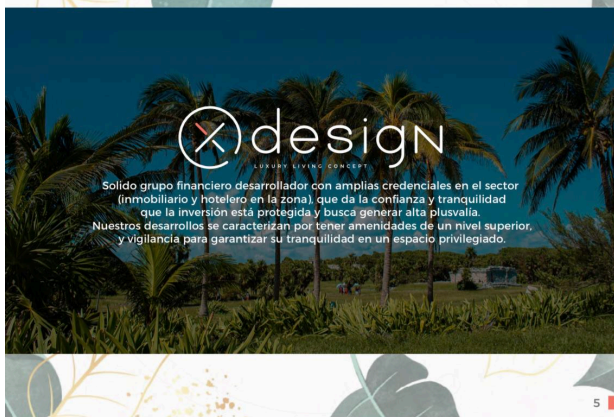 Xdesign
LUXURY LIVING CONCEPT
Solido grupo financiero desarrollador con amplias credenciales en el sector
(inmobiliario y hotelero en la zona), que da la confianza y tranquilidad
que la inversión está protegida y busca generar alta plusvalía.
Nuestros desarrollos se caracterizan por tener amenidades de un nivel superior,
y vigilancia para garantizar su tranquilidad en un espacio privilegiado.
5